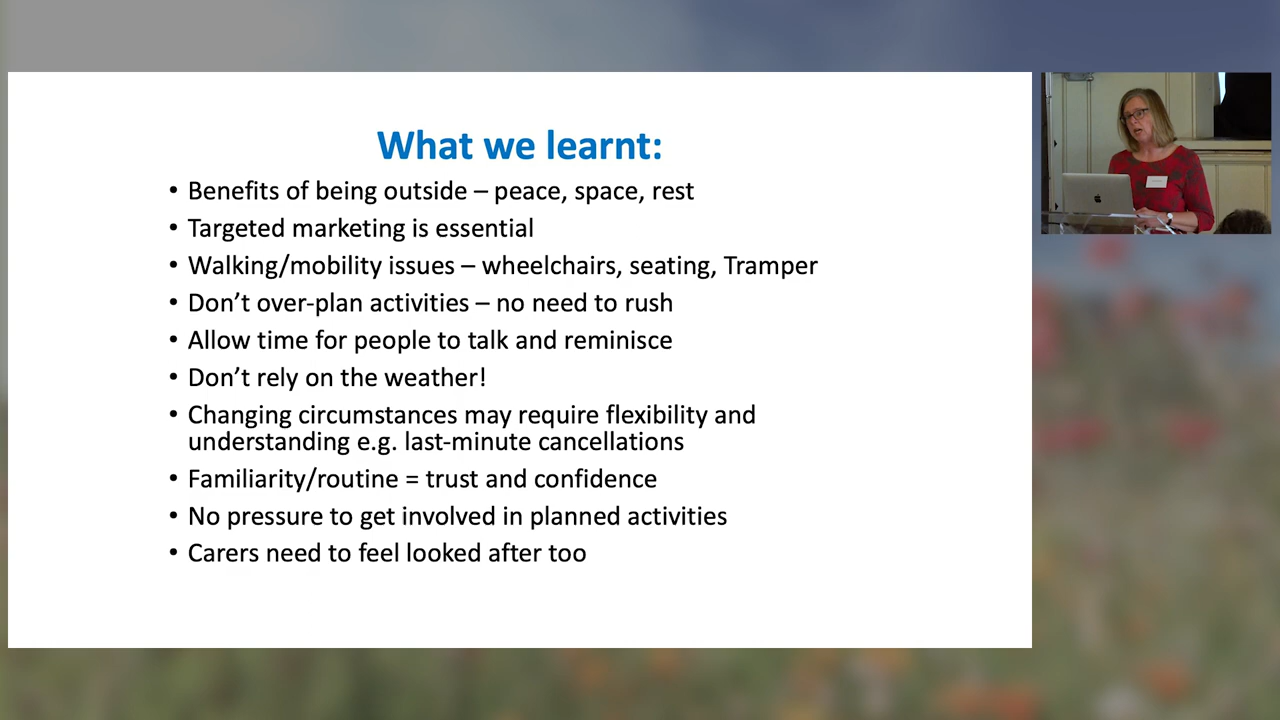 What we learnt:
• Benefits of being outside – peace, space, rest
• Targeted marketing is essential
• Walking/mobility issues – wheelchairs, seating, Tramper
• Don’t over-plan activities – no need to rush
• Allow time for people to talk and reminisce
• Don’t rely on the weather!
• Changing circumstances may require flexibility and
understanding e.g. last-minute cancellations
• Familiarity/routine = trust and confidence
• No pressure to get involved in planned activities
• Carers need to feel looked after too